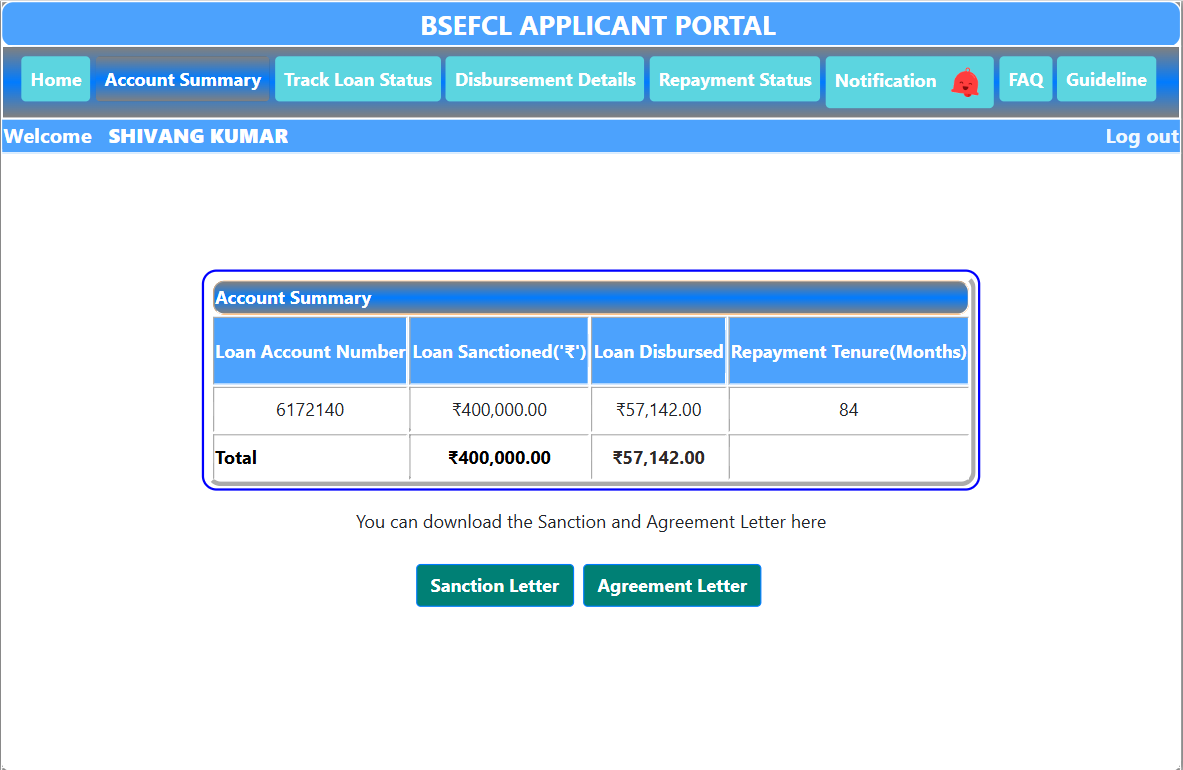 BSEFCL APPLICANT PORTAL
Home Account Summary Track Loan Status Disbursement Details Repayment Status Notification FAQ Guideline
Welcome SHIVANG KUMAR Log out
Account Summary
Loan Account Number Loan Sanctioned('₹') Loan Disbursed Repayment Tenure(Months)
6172140 ₹400,000.00 ₹57,142.00 84
Total ₹400,000.00 ₹57,142.00
You can download the Sanction and Agreement Letter here
Sanction Letter Agreement Letter